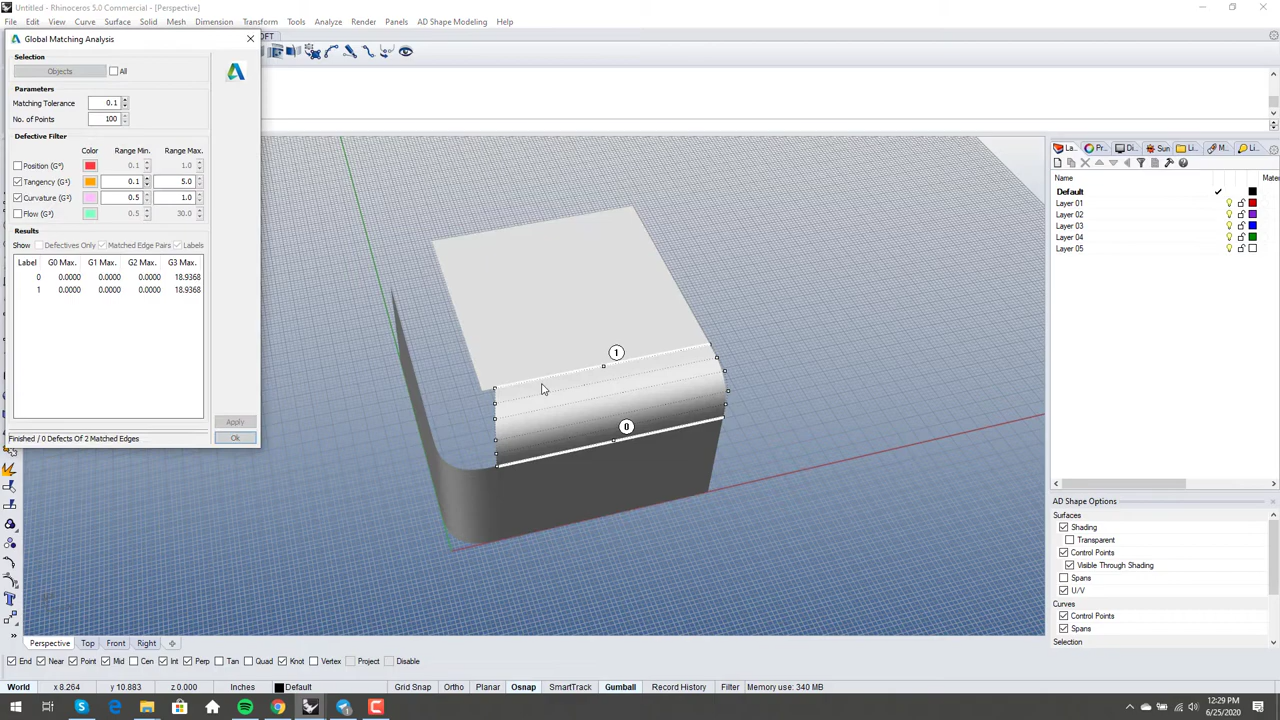 Untitled - Rhinoceros 5.0 Commercial - [Perspective]
File Edit View Curve Surface Solid Mesh Dimension Transform Tools Analyze Render Panels AD Shape Modeling Help
Global Matching Analysis
OFT
Selection
Objects All
Parameters
Matching Tolerance 0.1
No. of Points 100
Defective Filter
Color Range Min. Range Max.
Position (G⁰) 0.1 1.0
Tangency (G¹) 0.1 5.0
Curvature (G²) 0.5 1.0
Flow (G³) 0.5 30.0
Results
Show Defectives Only Matched Edge Pairs Labels
Label G0 Max. G1 Max. G2 Max. G3 Max.
0 0.0000 0.0000 0.0000 18.9368
1 0.0000 0.0000 0.0000 18.9368
Apply
Finished / 0 Defects Of 2 Matched Edges Ok
1
0
La... Pr... Di... Sun Li... M... Li...
Name Mate
Default
Layer 01
Layer 02
Layer 03
Layer 04
Layer 05
AD Shape Options
Surfaces
Shading
Transparent
Control Points
Visible Through Shading
Spans
U/V
Curves
Control Points
Spans
Selection
Perspective Top Front Right
End Near Point Mid Cen Int Perp Tan Quad Knot Vertex Project Disable
World x 8.264 y 10.883 z 0.000 Inches Default Grid Snap Ortho Planar Osnap SmartTrack Gumball Record History Filter Memory use: 340 MB
12:29 PM
6/25/2020